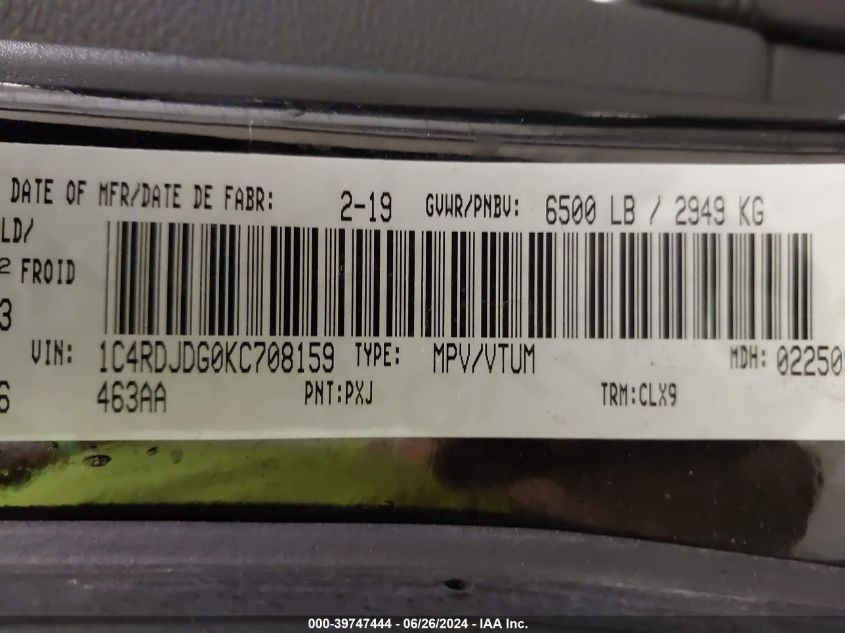 DATE OF MFR/DATE DE FABR: 2-19 GVWR/PNBV: 6500 LB / 2949 KG
LD/
2 FROID
3
VIN: 1C4RDJDG0KC708159 TYPE: MPV/VTUM MDH: 02250
6 463AA PNT:PXJ TRM:CLX9
000-39747444 - 06/26/2024 - IAA Inc.